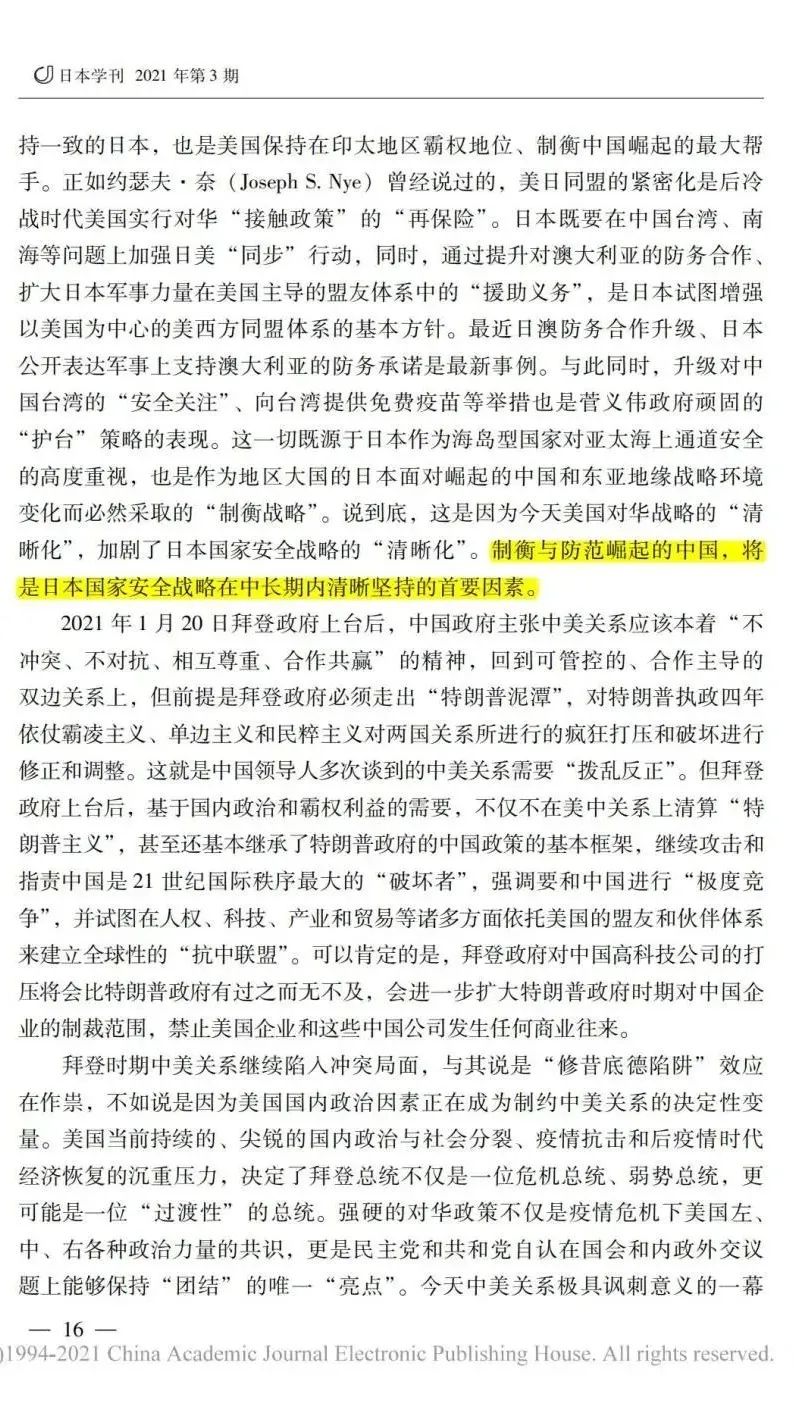 日本学刊 2021 年第 3 期
持一致的日本，也是美国保持在印太地区霸权地位、制衡中国崛起的最大帮
手。正如约瑟夫·奈（Joseph S. Nye）曾经说过的，美日同盟的紧密化是后冷
战时代美国实行对华“接触政策”的“再保险”。日本既要在中国台湾、南
海等问题上加强日美“同步”行动，同时，通过提升对澳大利亚的防务合作、
扩大日本军事力量在美国主导的盟友体系中的“援助义务”，是日本试图增强
以美国为中心的美西方同盟体系的基本方针。最近日澳防务合作升级、日本
公开表达军事上支持澳大利亚的防务承诺是最新事例。与此同时，升级对中
国台湾的“安全关注”、向台湾提供免费疫苗等举措也是菅义伟政府顽固的
“护台”策略的表现。这一切既源于日本作为海岛型国家对亚太海上通道安全
的高度重视，也是作为地区大国的日本面对崛起的中国和东亚地缘战略环境
变化而必然采取的“制衡战略”。说到底，这是因为今天美国对华战略的“清
晰化”，加剧了日本国家安全战略的“清晰化”。制衡与防范崛起的中国，将
是日本国家安全战略在中长期内清晰坚持的首要因素。
2021 年 1 月 20 日拜登政府上台后，中国政府主张中美关系应该本着“不
冲突、不对抗、相互尊重、合作共赢”的精神，回到可管控的、合作主导的
双边关系上，但前提是拜登政府必须走出“特朗普泥潭”，对特朗普执政四年
依仗霸凌主义、单边主义和民粹主义对两国关系所进行的疯狂打压和破坏进行
修正和调整。这就是中国领导人多次谈到的中美关系需要“拨乱反正”。但拜登
政府上台后，基于国内政治和霸权利益的需要，不仅不在美中关系上清算“特
朗普主义”，甚至还基本继承了特朗普政府的中国政策的基本框架，继续攻击和
指责中国是 21 世纪国际秩序最大的“破坏者”，强调要和中国进行“极度竞
争”，并试图在人权、科技、产业和贸易等诸多方面依托美国的盟友和伙伴体系
来建立全球性的“抗中联盟”。可以肯定的是，拜登政府对中国高科技公司的打
压将会比特朗普政府有过之而无不及，会进一步扩大特朗普政府时期对中国企
业的制裁范围，禁止美国企业和这些中国公司发生任何商业往来。
拜登时期中美关系继续陷入冲突局面，与其说是“修昔底德陷阱”效应
在作祟，不如说是因为美国国内政治因素正在成为制约中美关系的决定性变
量。美国当前持续的、尖锐的国内政治与社会分裂、疫情抗击和后疫情时代
经济恢复的沉重压力，决定了拜登总统不仅是一位危机总统、弱势总统，更
可能是一位“过渡性”的总统。强硬的对华政策不仅是疫情危机下美国左、
中、右各种政治力量的共识，更是民主党和共和党自认在国会和内政外交议
题上能够保持“团结”的唯一“亮点”。今天中美关系极具讽刺意义的一幕
— 16 —
)1994-2021 China Academic Journal Electronic Publishing House. All rights reserved.